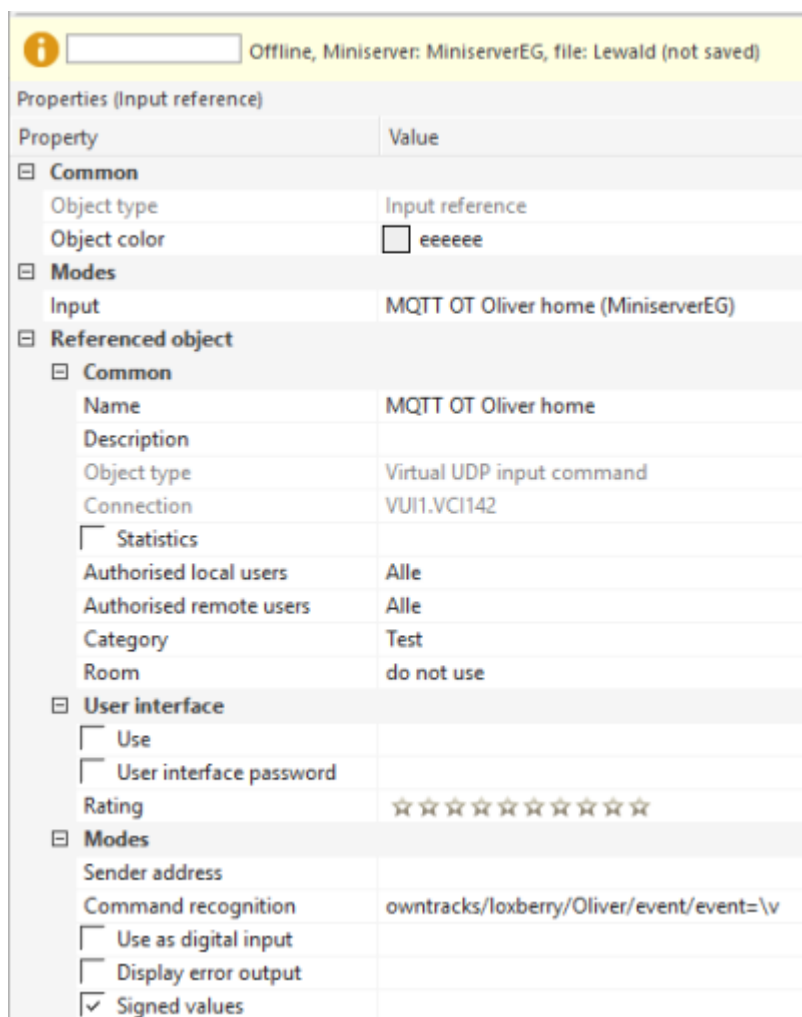 Offline, Miniserver: MiniserverEG, file: Lewald (not saved)
Properties (Input reference)
Property Value
Common
Object type Input reference
Object color eeeeee
Modes
Input MQTT OT Oliver home (MiniserverEG)
Referenced object
Common
Name MQTT OT Oliver home
Description
Object type Virtual UDP input command
Connection VUI1.VCI142
Statistics
Authorised local users Alle
Authorised remote users Alle
Category Test
Room do not use
User interface
Use
User interface password
Rating
Modes
Sender address
Command recognition owntracks/loxberry/Oliver/event/event=\v
Use as digital input
Display error output
Signed values